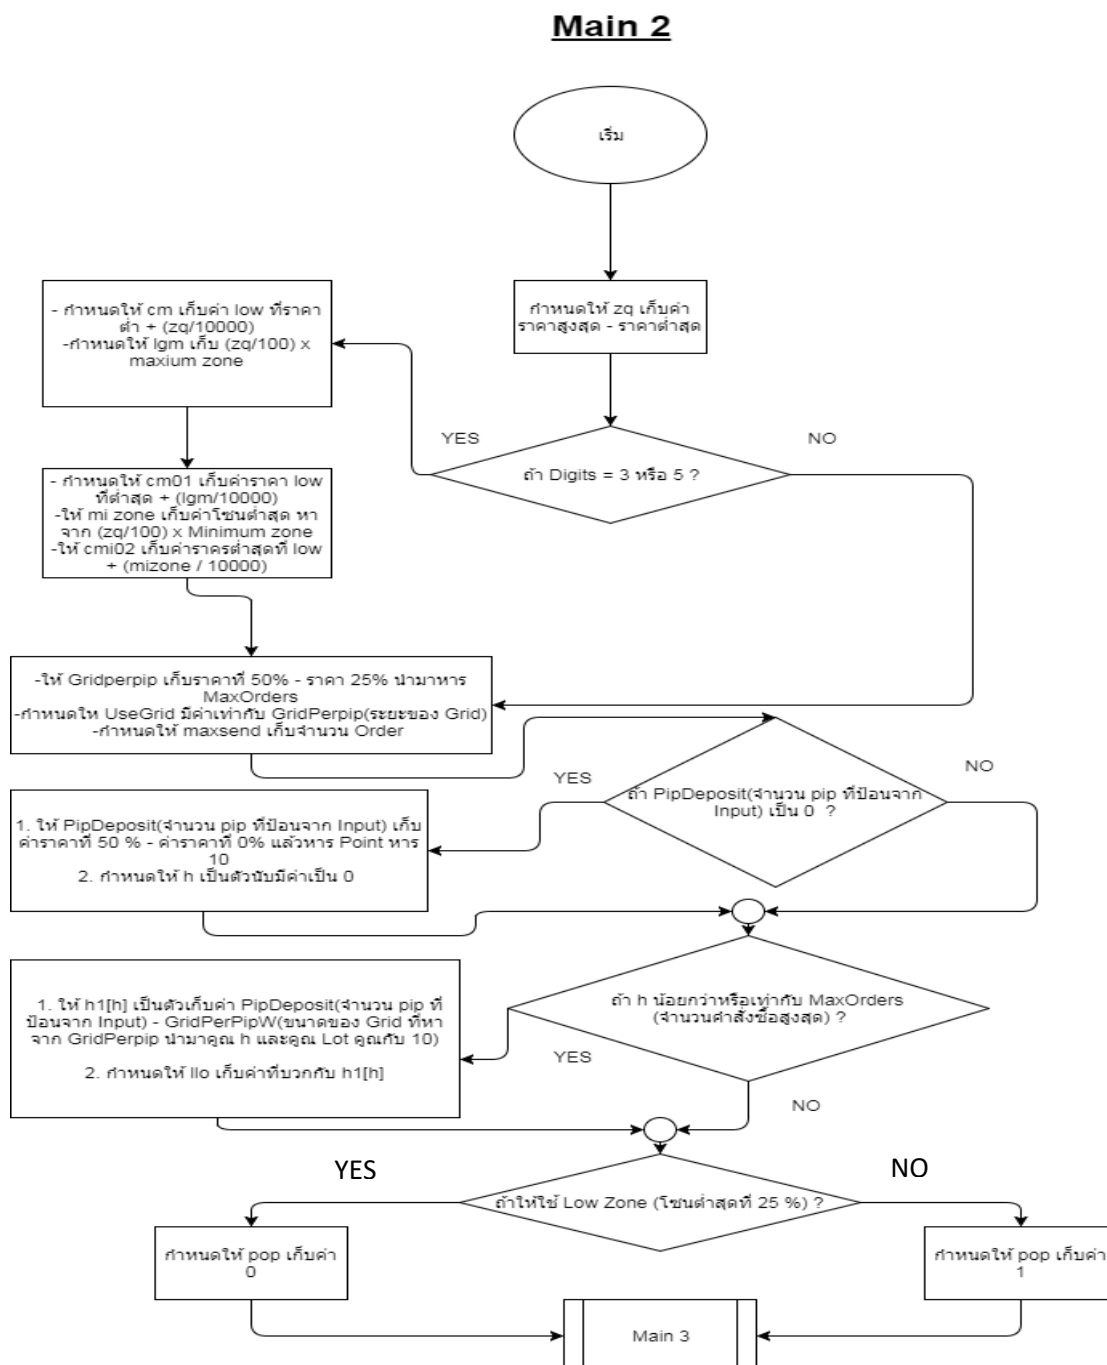 Main 2
เริ่ม
กำหนดให้ zq เก็บค่า
ราคาสูงสุด - ราคาต่ำสุด
- กำหนดให้ cm เก็บค่า low ที่ราคา
ต่ำ + (zq/10000)
-กำหนดให้ lgm เก็บ (zq/100) x
maxium zone
YES
NO
ถ้า Digits = 3 หรือ 5 ?
- กำหนดให้ cm01 เก็บค่าราคา low
ที่ต่ำสุด + (lgm/10000)
-ให้ mi zone เก็บค่าโซนต่ำสุด หา
จาก (zq/100) x Minimum zone
-ให้ cmi02 เก็บค่าราครต่ำสุดที่ low
+ (mizone / 10000)
-ให้ Gridperpip เก็บราคาที่ 50% - ราคา 25% นำมาหาร
MaxOrders
-กำหนดให UseGrid มีค่าเท่ากับ GridPerpip(ระยะของ Grid)
-กำหนดให้ maxsend เก็บจำนวน Order
YES
NO
ถ้า PipDeposit(จำนวน pip ที่ป้อนจาก
Input) เป็น 0 ?
1. ให้ PipDeposit(จำนวน pip ที่ป้อนจาก Input) เก็บ
ค่าราคาที่ 50 % - ค่าราคาที่ 0% แล้วหาร Point หาร
10
2. กำหนดให้ h เป็นตัวนับมีค่าเป็น 0
ถ้า h น้อยกว่าหรือเท่ากับ MaxOrders
(จำนวนคำสั่งซื้อสูงสุด) ?
1. ให้ h1[h] เป็นตัวเก็บค่า PipDeposit(จำนวน pip ที่
ป้อนจาก Input) - GridPerPipW(ขนาดของ Grid ที่หา
จาก GridPerpip นำมาคูณ h และคูณ Lot คูณกับ 10)
2. กำหนดให้ llo เก็บค่าที่บวกกับ h1[h]
YES
NO
YES
NO
ถ้าให้ใช้ Low Zone (โซนต่ำสุดที่ 25 %) ?
กำหนดให้ pop เก็บค่า
0
กำหนดให้ pop เก็บค่า
1
Main 3